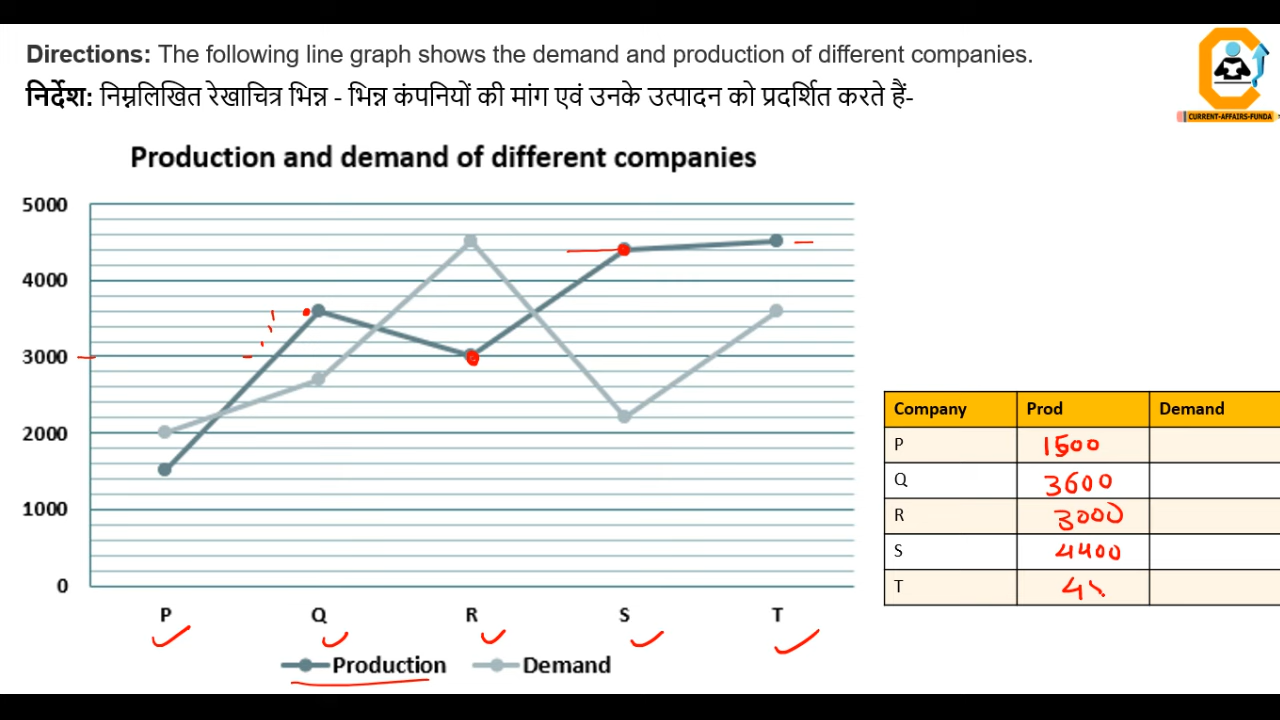 Directions: The following line graph shows the demand and production of different companies.
निर्देश: निम्नलिखित रेखाचित्र भिन्न - भिन्न कंपनियों की मांग एवं उनके उत्पादन को प्रदर्शित करते हैं-
CURRENT-AFFAIRS-FUNDA
Production and demand of different companies
5000
4000
3000
2000
1000
0
P Q R S T
Production Demand
Company Prod Demand
P 1500
Q 3600
R 3000
S 4400
T 4